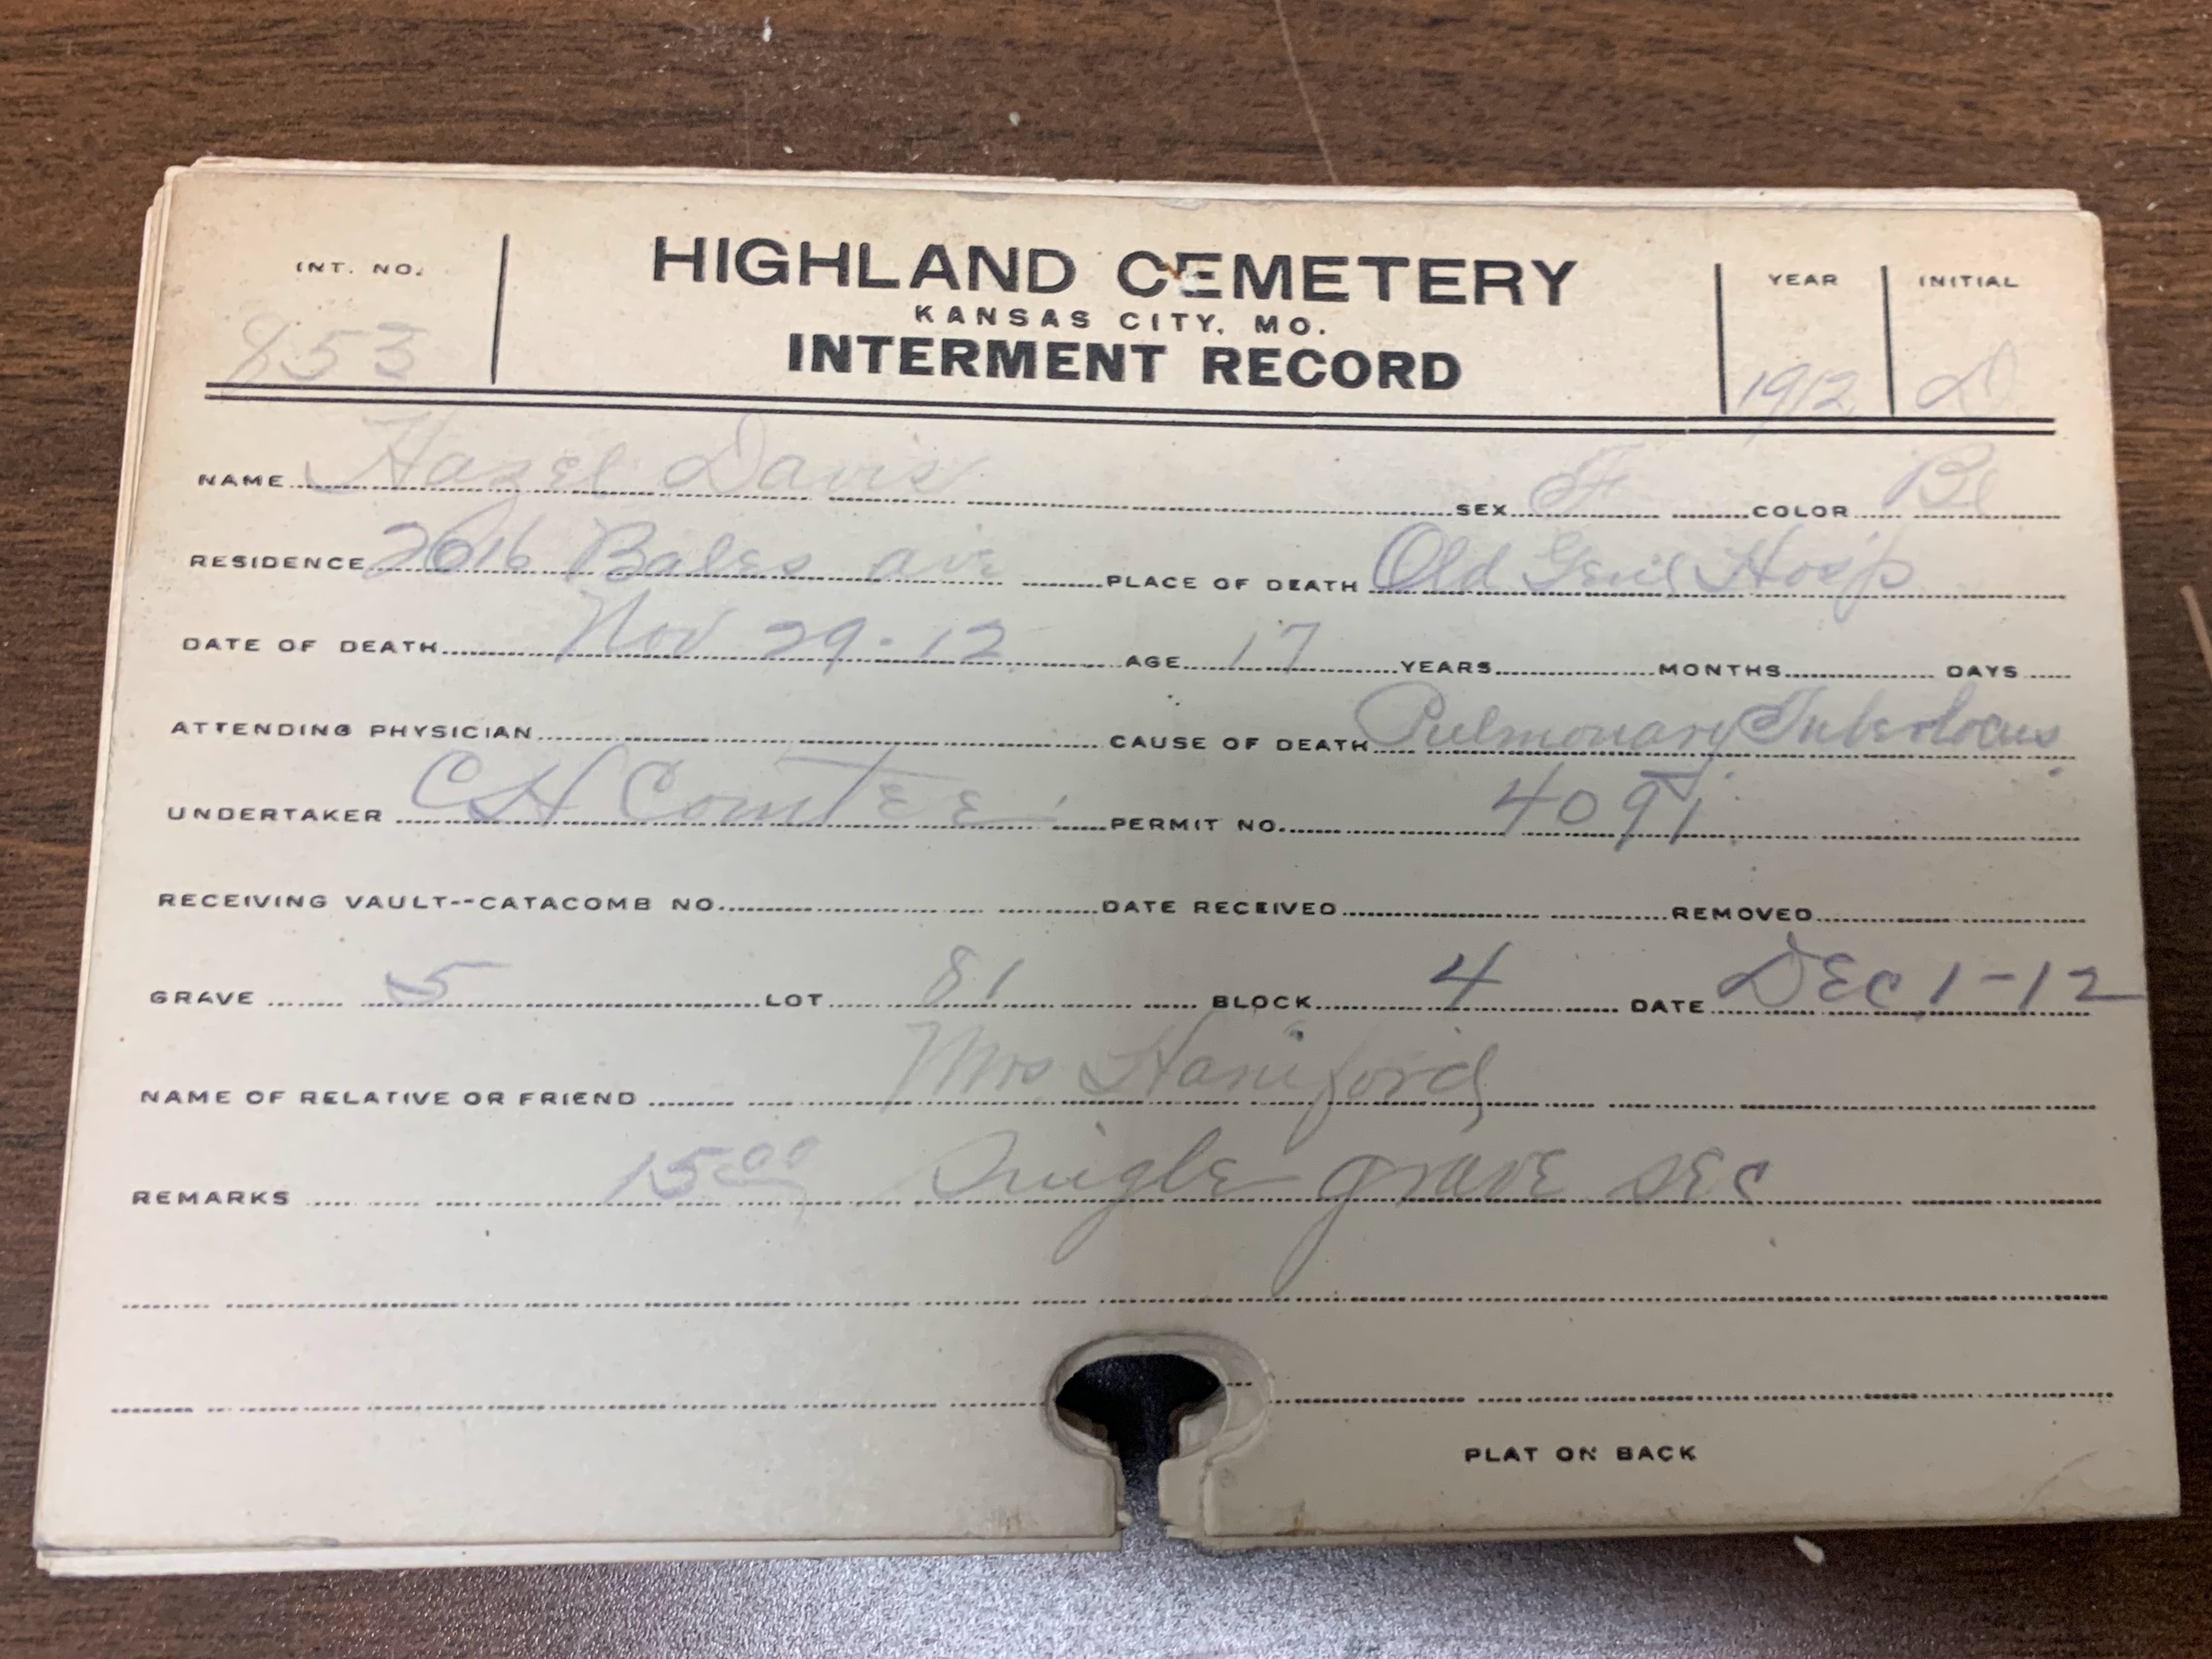 INT. NO. HIGHLAND CEMETERY YEAR INITIAL
KANSAS CITY, MO.
853 INTERMENT RECORD 1912 D
NAME Hazel Davis SEX F COLOR Bl
RESIDENCE 2616 Bales ave PLACE OF DEATH Old Gen'l Hosp
DATE OF DEATH Nov 29-12 AGE 17 YEARS MONTHS DAYS
ATTENDING PHYSICIAN CAUSE OF DEATH Pulmonary
UNDERTAKER C H Countee PERMIT NO. 4091
RECEIVING VAULT--CATACOMB NO. DATE RECEIVED REMOVED
GRAVE 5 LOT 81 BLOCK 4 DATE Dec 1-12
NAME OF RELATIVE OR FRIEND Mrs Haniford
REMARKS 15.00 Single grave sec
PLAT ON BACK